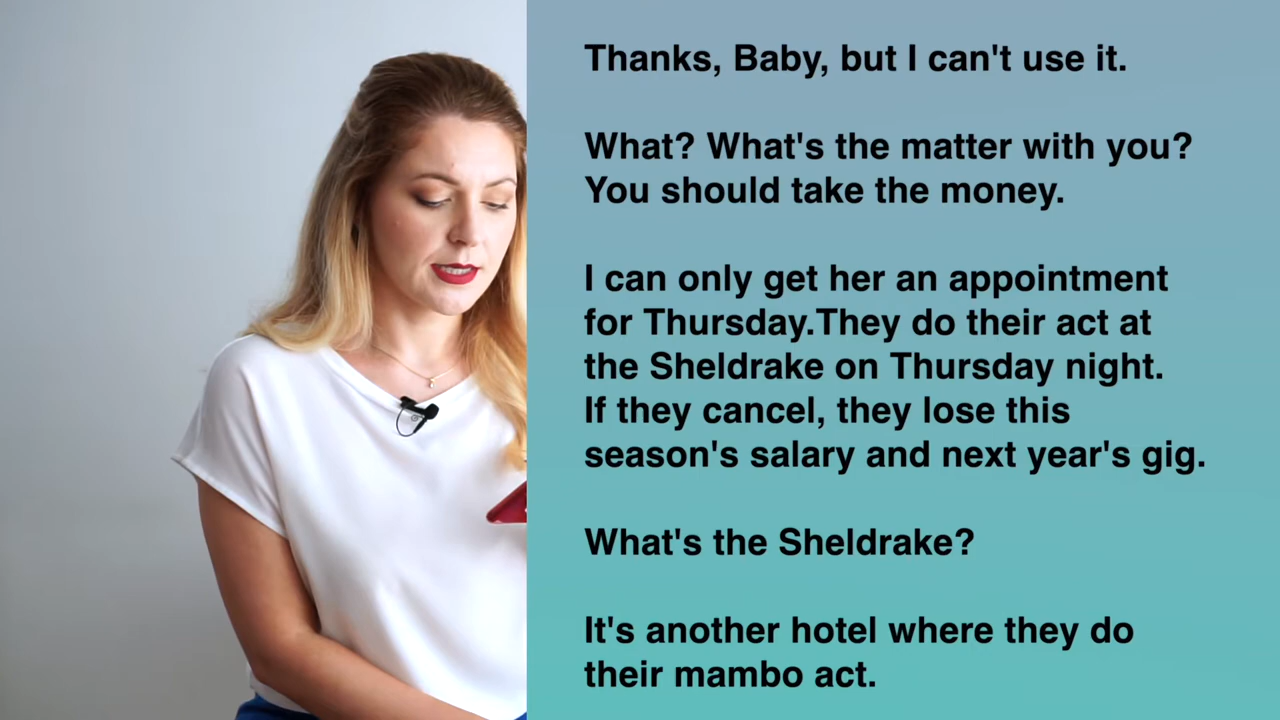 Thanks, Baby, but I can't use it.
What? What's the matter with you?
You should take the money.
I can only get her an appointment
for Thursday.They do their act at
the Sheldrake on Thursday night.
If they cancel, they lose this
season's salary and next year's gig.
What's the Sheldrake?
It's another hotel where they do
their mambo act.